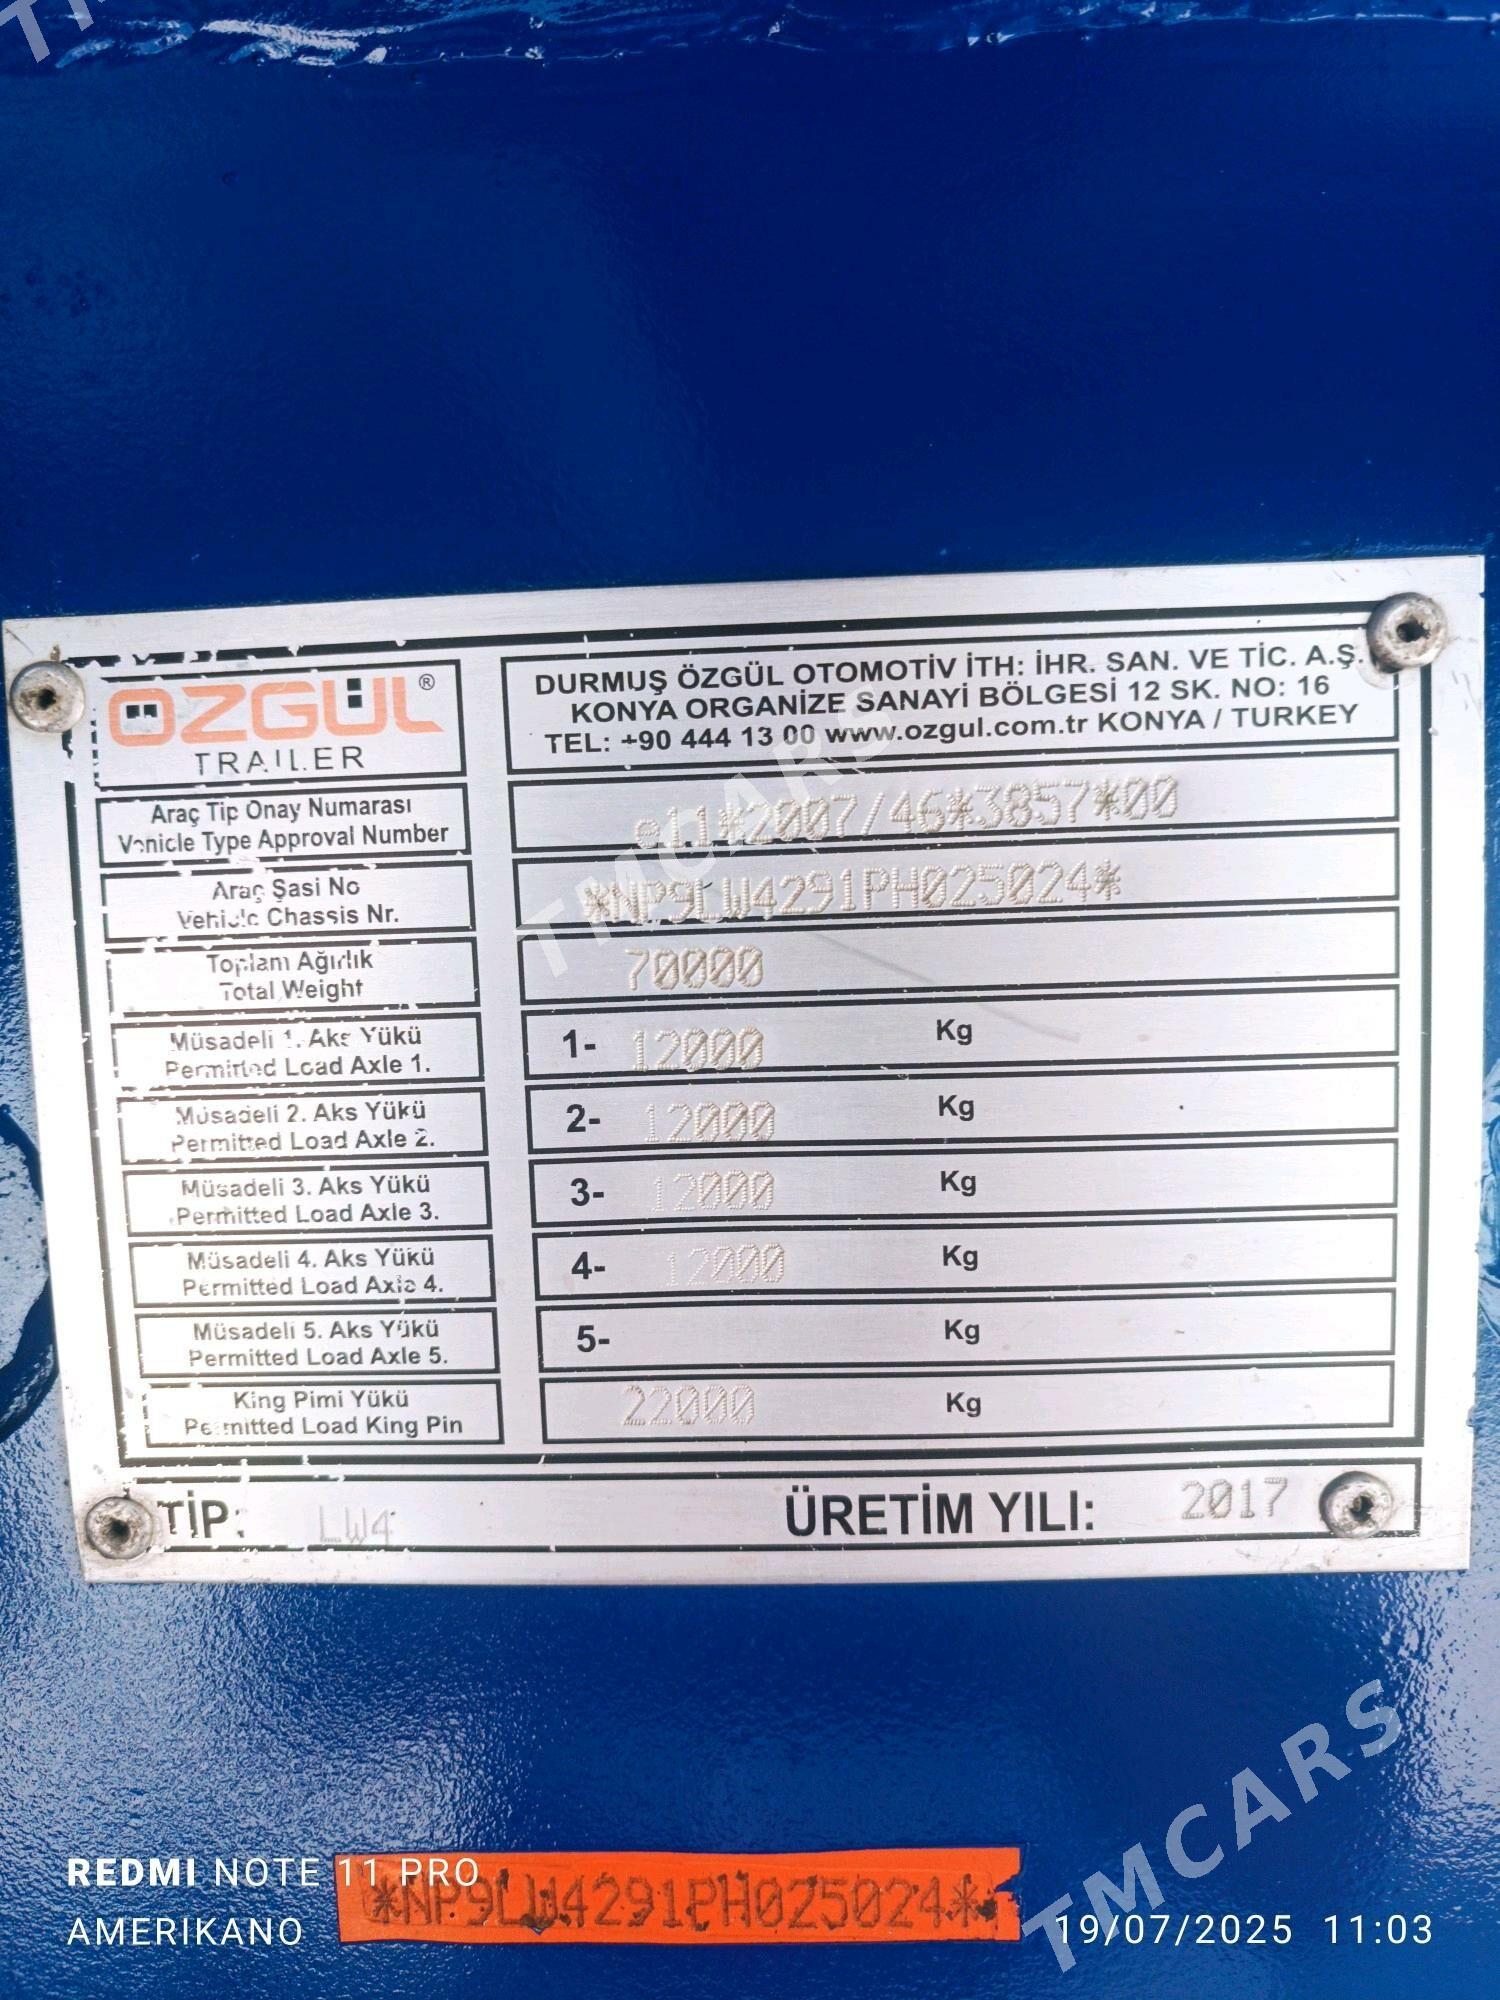 ÖZGÜL®
TRAILER
DURMUŞ ÖZGÜL OTOMOTİV İTH: İHR. SAN. VE TİC. A.Ş.
KONYA ORGANİZE SANAYİ BÖLGESİ 12 SK. NO: 16
TEL: +90 444 13 00 www.ozgul.com.tr KONYA / TURKEY
Araç Tip Onay Numarası
Vehicle Type Approval Number
e11*2007/46*3857*00
Araç Şasi No
Vehicle Chassis Nr.
*NP9LW4291PH025024*
Toplam Ağırlık
Total Weight
70000
Müsadeli 1. Aks Yükü
Permitted Load Axle 1.
1- 12000 Kg
Müsadeli 2. Aks Yükü
Permitted Load Axle 2.
2- 12000 Kg
Müsadeli 3. Aks Yükü
Permitted Load Axle 3.
3- 12000 Kg
Müsadeli 4. Aks Yükü
Permitted Load Axle 4.
4- 12000 Kg
Müsadeli 5. Aks Yükü
Permitted Load Axle 5.
5- Kg
King Pimi Yükü
Permitted Load King Pin
22000 Kg
TİP: LW4 ÜRETİM YILI: 2017
TMCARS
TMCARS
REDMI NOTE 11 PRO
AMERIKANO
*NP9LW4291PH025024*
19/07/2025 11:03